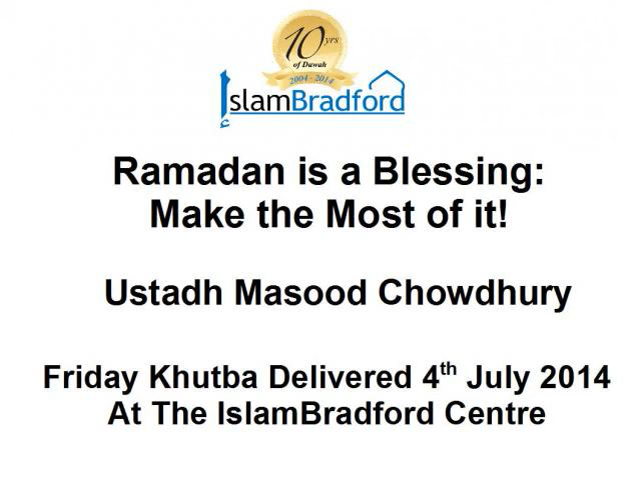 10 yrs
of Dawah
2004 - 2014
IslamBradford
Ramadan is a Blessing:
Make the Most of it!
Ustadh Masood Chowdhury
Friday Khutba Delivered 4th July 2014
At The IslamBradford Centre